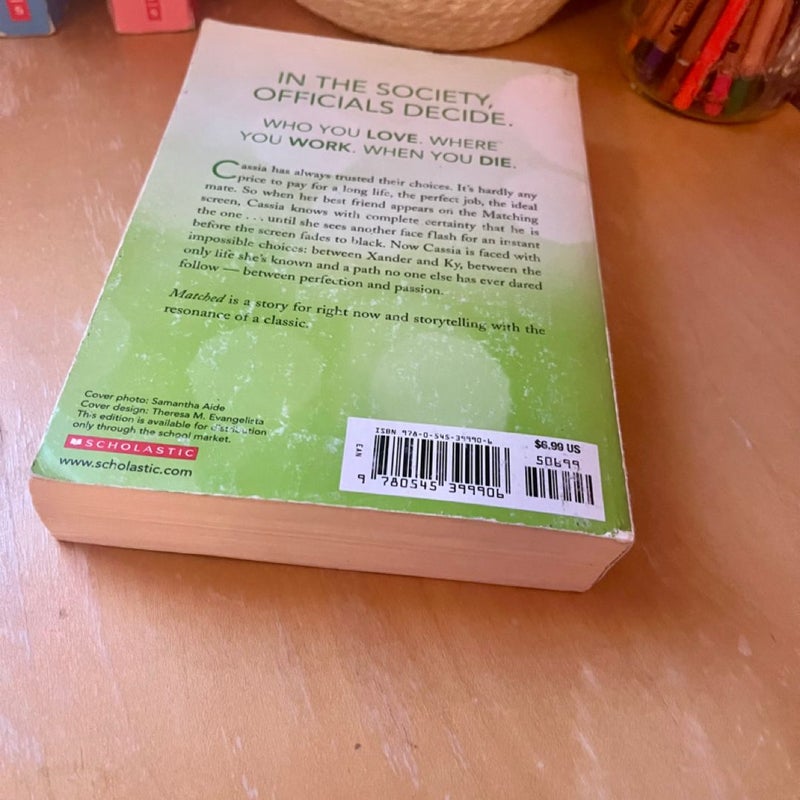 IN THE SOCIETY,
OFFICIALS DECIDE.
WHO YOU LOVE. WHERE
YOU WORK. WHEN YOU DIE.
Cassia has always trusted their choices. It's hardly any
price to pay for a long life, the perfect job, the ideal
mate. So when her best friend appears on the Matching
screen, Cassia knows with complete certainty that he is
the one . . . until she sees another face flash for an instant
before the screen fades to black. Now Cassia is faced with
impossible choices: between Xander and Ky, between the
only life she's known and a path no one else has ever dared
follow — between perfection and passion.
Matched is a story for right now and storytelling with the
resonance of a classic.
Cover photo: Samantha Aide
Cover design: Theresa M. Evangelista
This edition is available for distribution
only through the school market.
SCHOLASTIC
www.scholastic.com
ISBN 978-0-545-39990-6
$6.99 US
50699
EAN
9 780545 399906